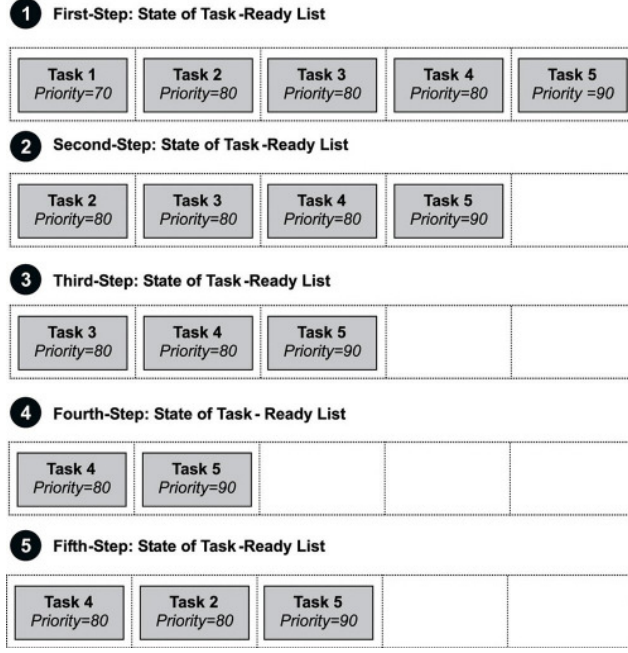 1 First-Step: State of Task-Ready List
Task 1 Task 2 Task 3 Task 4 Task 5
Priority=70 Priority=80 Priority=80 Priority=80 Priority =90
2 Second-Step: State of Task-Ready List
Task 2 Task 3 Task 4 Task 5
Priority=80 Priority=80 Priority=80 Priority=90
3 Third-Step: State of Task-Ready List
Task 3 Task 4 Task 5
Priority=80 Priority=80 Priority=90
4 Fourth-Step: State of Task- Ready List
Task 4 Task 5
Priority=80 Priority=90
5 Fifth-Step: State of Task-Ready List
Task 4 Task 2 Task 5
Priority=80 Priority=80 Priority=90